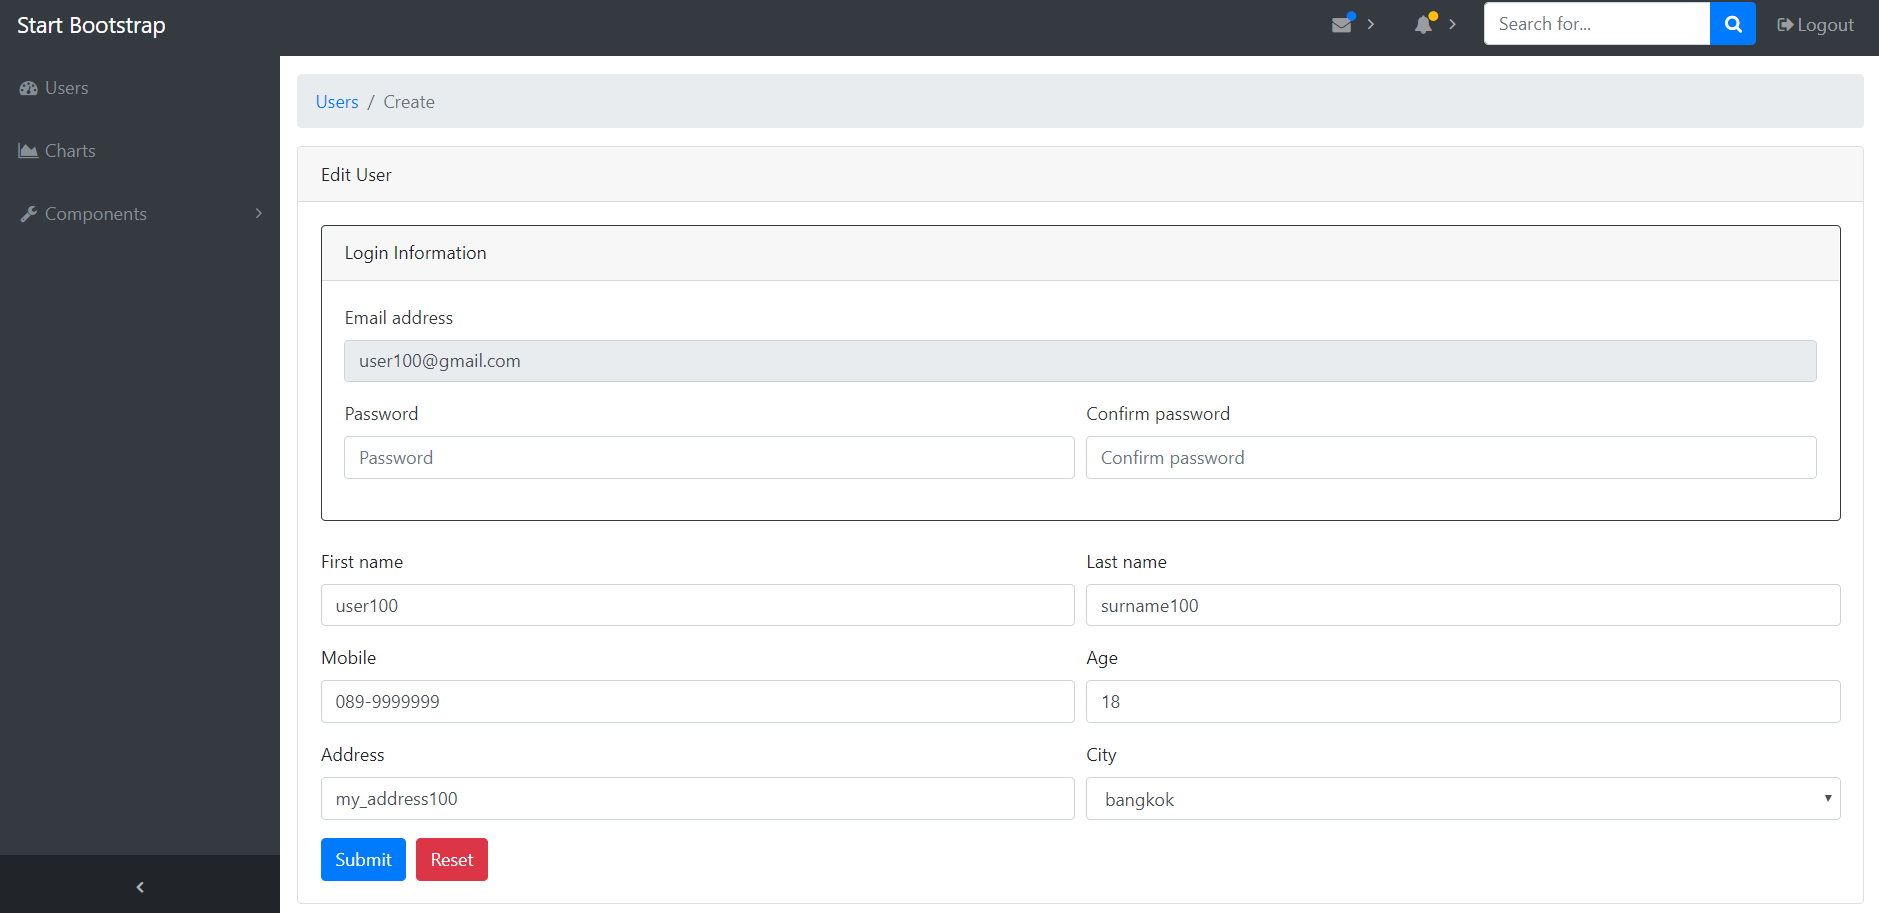 Start Bootstrap
Search for...
Logout
Users
Charts
Components
Users / Create
Edit User
Login Information
Email address
user100@gmail.com
Password Confirm password
Password Confirm password
First name Last name
user100 surname100
Mobile Age
089-9999999 18
Address City
my_address100 bangkok
Submit Reset